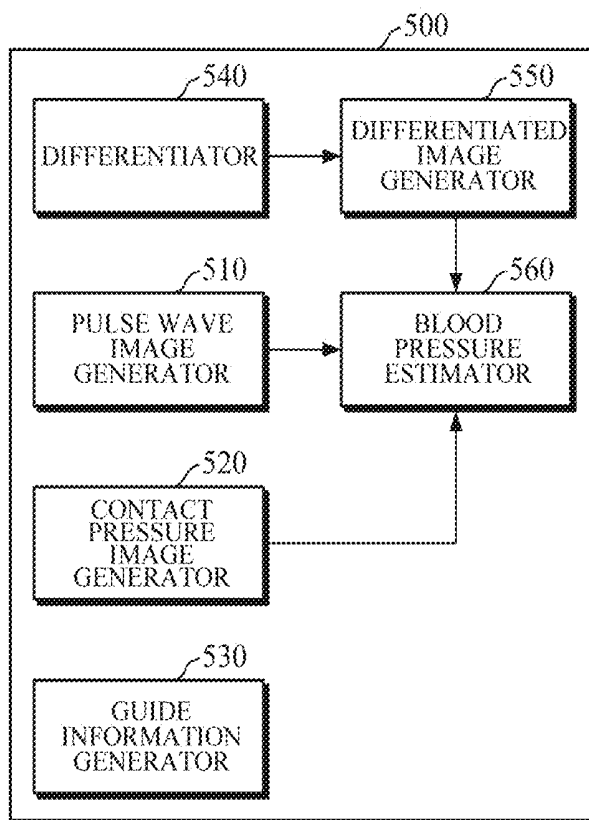 500
540
DIFFERENTIATOR
550
DIFFERENTIATED
IMAGE
GENERATOR
510
PULSE WAVE
IMAGE
GENERATOR
560
BLOOD
PRESSURE
ESTIMATOR
520
CONTACT
PRESSURE
IMAGE
GENERATOR
530
GUIDE
INFORMATION
GENERATOR